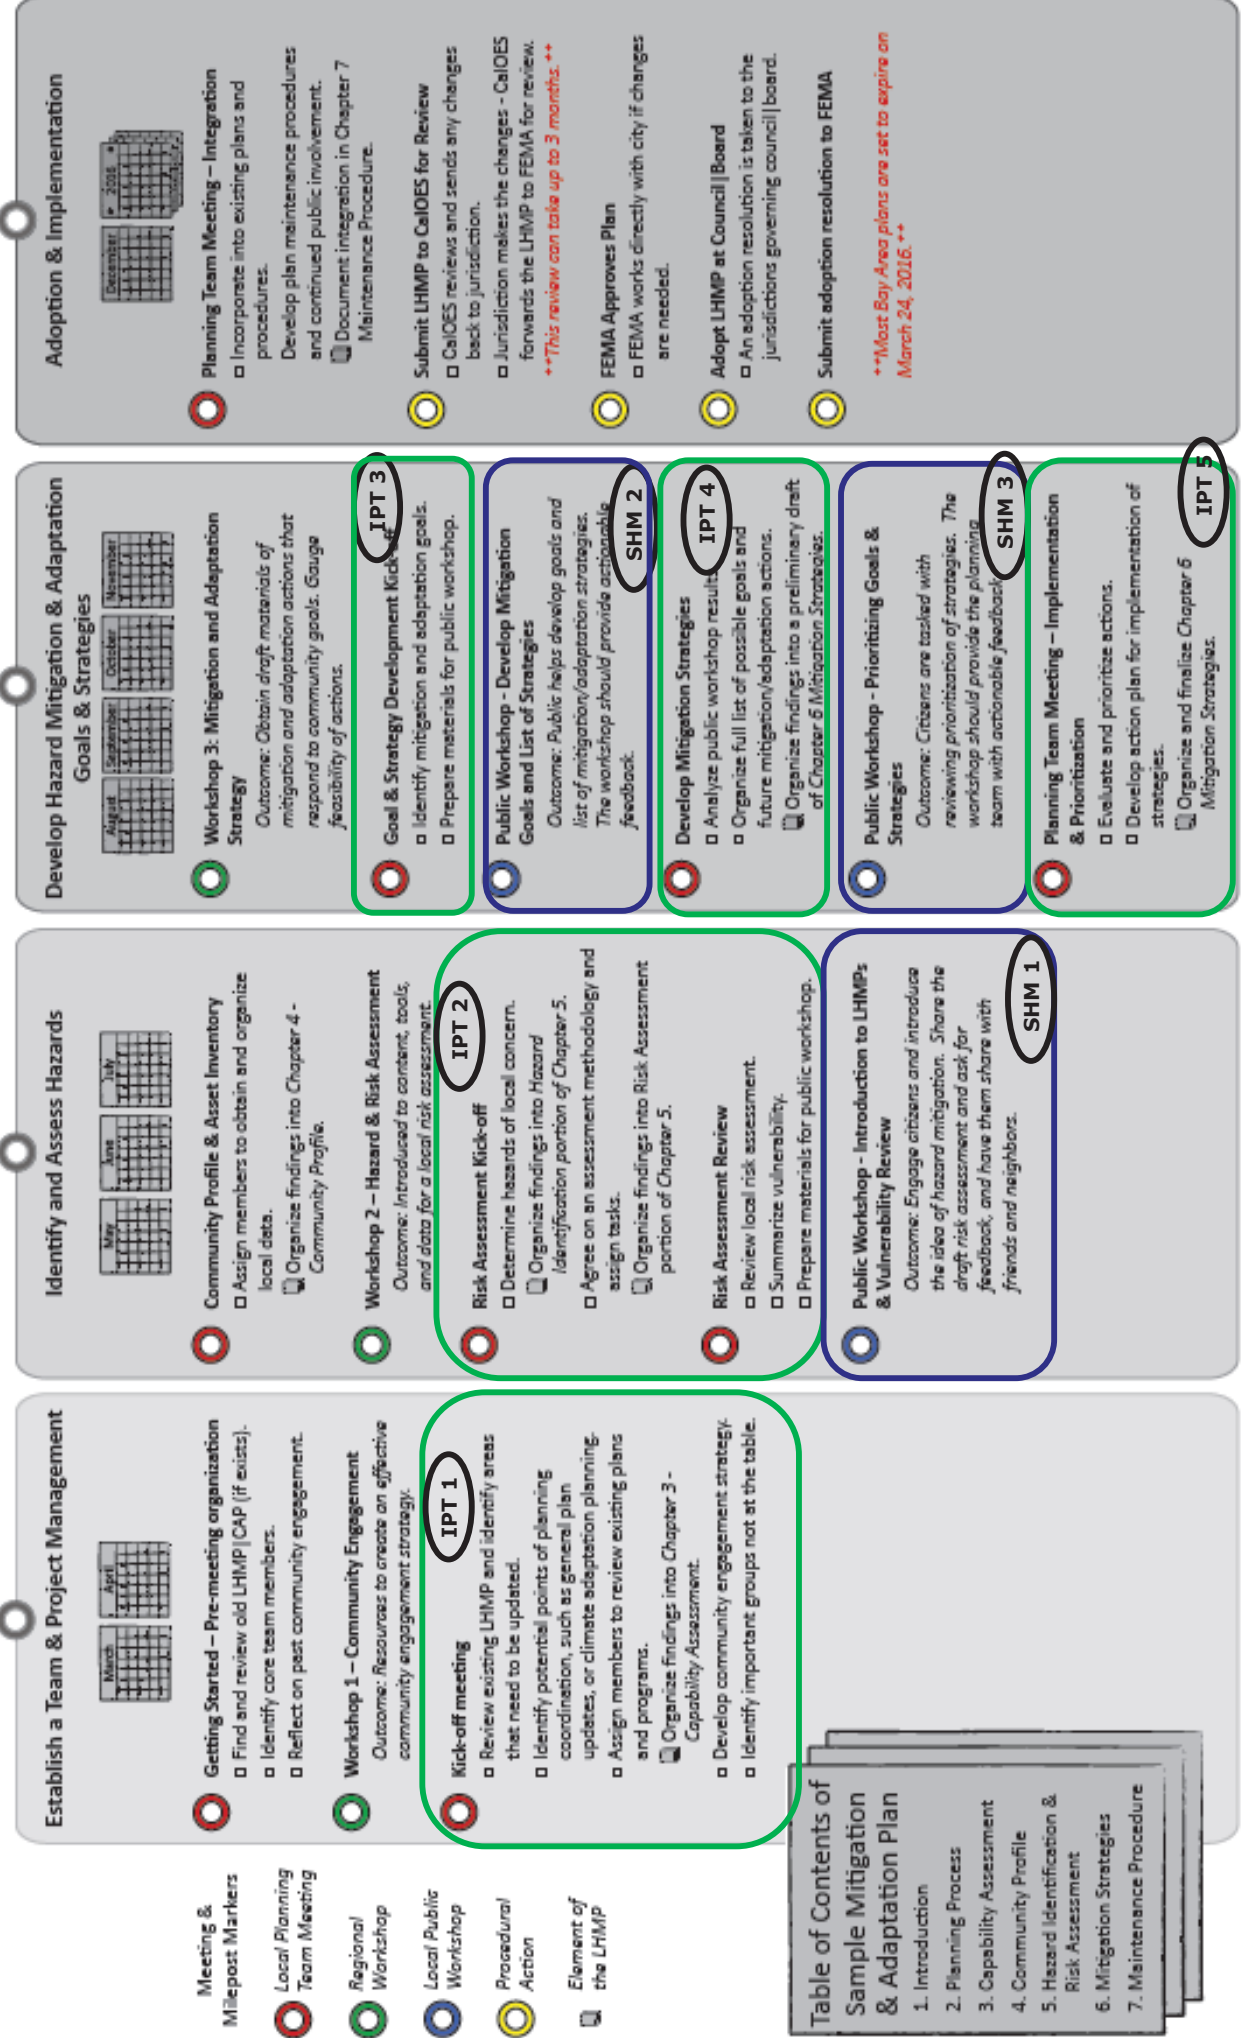 Meeting &
Milepost Markers
Local Planning
Team Meeting
Regional
Workshop
Local Public
Workshop
Procedural
Action
Element of
the LHMP
Table of Contents of
Sample Mitigation
& Adaptation Plan
1. Introduction
2. Planning Process
3. Capability Assessment
4. Community Profile
5. Hazard Identification &
Risk Assessment
6. Mitigation Strategies
7. Maintenance Procedure
Establish a Team & Project Management
March
April
Getting Started – Pre-meeting organization
Find and review old LHMP|CAP (if exists).
Identify core team members.
Reflect on past community engagement.
Workshop 1 – Community Engagement
Outcome: Resources to create an effective
community engagement strategy.
IPT 1
Kick-off meeting
Review existing LHMP and identify areas
that need to be updated.
Identify potential points of planning
coordination, such as general plan
updates, or climate adaptation planning.
Assign members to review existing plans
and programs.
Organize findings into Chapter 3 -
Capability Assessment.
Develop community engagement strategy.
Identify important groups not at the table.
Identify and Assess Hazards
May
June
July
Community Profile & Asset Inventory
Assign members to obtain and organize
local data.
Organize findings into Chapter 4 -
Community Profile.
Workshop 2 – Hazard & Risk Assessment
Outcome: Introduced to content, tools,
and data for a local risk assessment.
IPT 2
Risk Assessment Kick-off
Determine hazards of local concern.
Organize findings into Hazard
Identification portion of Chapter 5.
Agree on an assessment methodology and
assign tasks.
Organize findings into Risk Assessment
portion of Chapter 5.
Risk Assessment Review
Review local risk assessment.
Summarize vulnerability.
Prepare materials for public workshop.
Public Workshop - Introduction to LHMPs
& Vulnerability Review
Outcome: Engage citizens and introduce
the idea of hazard mitigation. Share the
draft risk assessment and ask for
feedback, and have them share with
friends and neighbors.
SHM 1
Develop Hazard Mitigation & Adaptation
Goals & Strategies
August
September
October
November
Workshop 3: Mitigation and Adaptation
Strategy
Outcome: Obtain draft materials of
mitigation and adaptation actions that
respond to community goals. Gauge
feasibility of actions.
IPT 3
Goal & Strategy Development Kick-off
Identify mitigation and adaptation goals.
Prepare materials for public workshop.
Public Workshop - Develop Mitigation
Goals and List of Strategies
Outcome: Public helps develop goals and
list of mitigation/adaptation strategies.
The workshop should provide actionable
feedback.
SHM 2
Develop Mitigation Strategies
IPT 4
Analyze public workshop results
Organize full list of possible goals and
future mitigation/adaptation actions.
Organize findings into a preliminary draft
of Chapter 6 Mitigation Strategies.
Public Workshop - Prioritizing Goals &
Strategies
Outcome: Citizens are tasked with
reviewing prioritization of strategies. The
workshop should provide the planning
team with actionable feedback
SHM 3
Planning Team Meeting – Implementation
& Prioritization
Evaluate and prioritize actions.
Develop action plan for implementation of
strategies.
Organize and finalize Chapter 6
Mitigation Strategies.
IPT 5
Adoption & Implementation
December
2016
Planning Team Meeting – Integration
Incorporate into existing plans and
procedures.
Develop plan maintenance procedures
and continued public involvement.
Document integration in Chapter 7
Maintenance Procedure.
Submit LHMP to CalOES for Review
CalOES reviews and sends any changes
back to jurisdiction.
Jurisdiction makes the changes - CalOES
forwards the LHMP to FEMA for review.
**This review can take up to 3 months.**
FEMA Approves Plan
FEMA works directly with city if changes
are needed.
Adopt LHMP at Council|Board
An adoption resolution is taken to the
jurisdictions governing council|board.
Submit adoption resolution to FEMA
**Most Bay Area plans are set to expire on
March 24, 2016.**